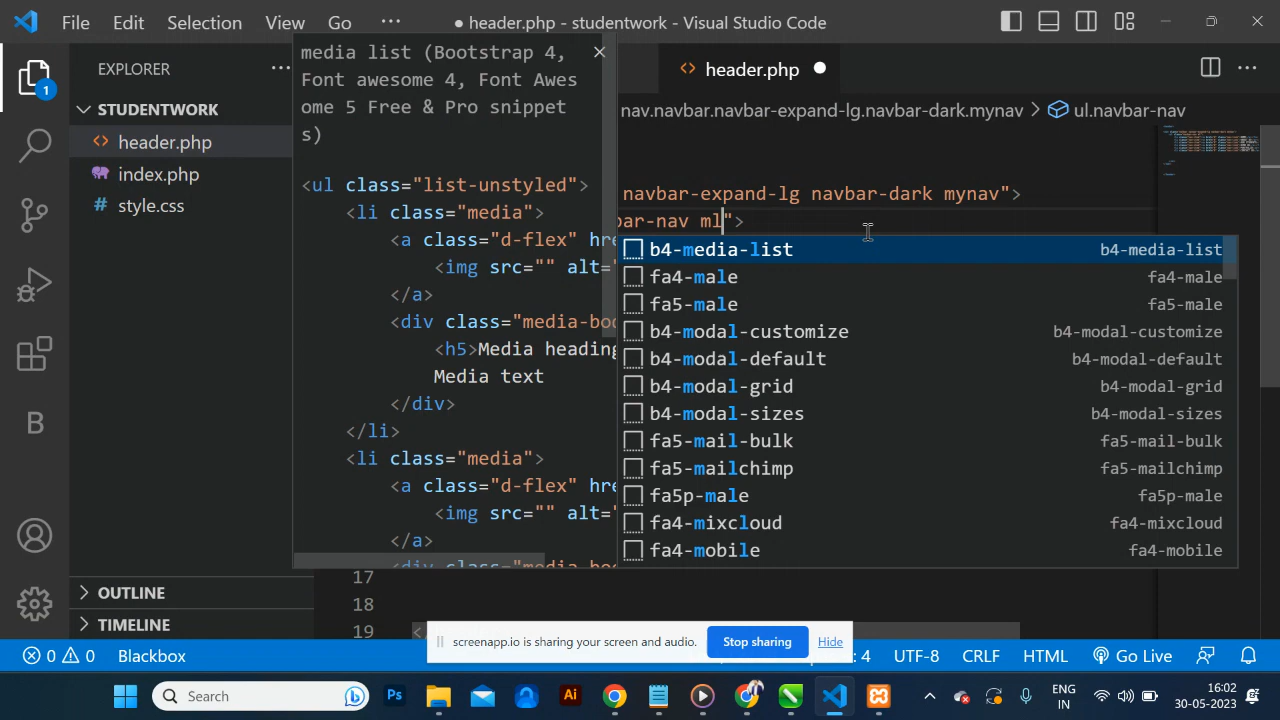 File Edit Selection View Go ··· ● header.php - studentwork - Visual Studio Code
EXPLORER ···
1
STUDENTWORK
header.php
index.php
style.css
OUTLINE
TIMELINE
media list (Bootstrap 4,
Font awesome 4, Font Awes
ome 5 Free & Pro snippet
s)
<ul class="list-unstyled">
<li class="media">
<a class="d-flex" hre
<img src="" alt="
</a>
<div class="media-bod
<h5>Media heading
Media text
</div>
</li>
<li class="media">
<a class="d-flex" hre
<img src="" alt="
</a>
<div class="media-bod
<> header.php ●
nav.navbar.navbar-expand-lg.navbar-dark.mynav > ul.navbar-nav
navbar-expand-lg navbar-dark mynav">
bar-nav ml">
b4-media-list b4-media-list
fa4-male fa4-male
fa5-male fa5-male
b4-modal-customize b4-modal-customize
b4-modal-default b4-modal-default
b4-modal-grid b4-modal-grid
b4-modal-sizes b4-modal-sizes
fa5-mail-bulk fa5-mail-bulk
fa5-mailchimp fa5-mailchimp
fa5p-male fa5p-male
fa4-mixcloud fa4-mixcloud
fa4-mobile fa4-mobile
17
18
19 </
screenapp.io is sharing your screen and audio. Stop sharing Hide
0 0 Blackbox : 4 UTF-8 CRLF HTML Go Live
Search Ps Ai ENG IN 16:02 30-05-2023